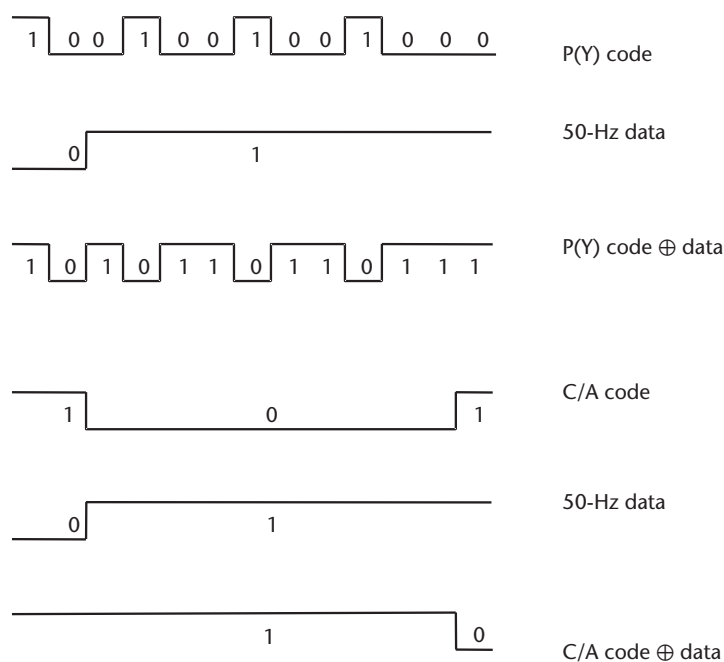 1 0 0 1 0 0 1 0 0 1 0 0 0
P(Y) code
50-Hz data
0 1
P(Y) code ⊕ data
1 0 1 0 1 1 0 1 1 0 1 1 1
C/A code
1 0 1
50-Hz data
0 1
1 0
C/A code ⊕ data